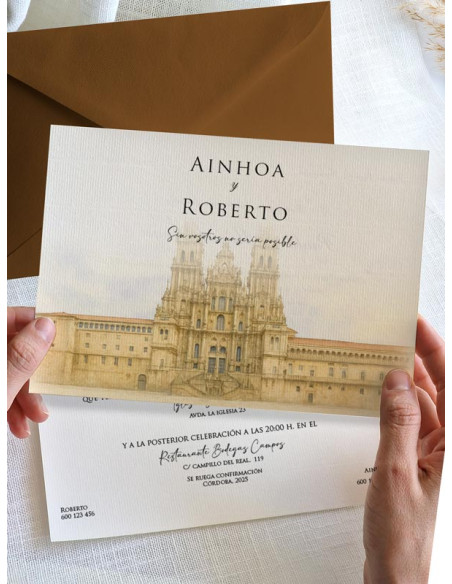 AINHOA
y
ROBERTO
Sin vosotros no sería posible
AVDA. LA IGLESIA 23
Y A LA POSTERIOR CELEBRACIÓN A LAS 20:00 H. EN EL
Restaurante Bodegas Campos
C/ CAMPILLO DEL REAL. 119
SE RUEGA CONFIRMACIÓN
CÓRDOBA, 2025
ROBERTO
600 123 456